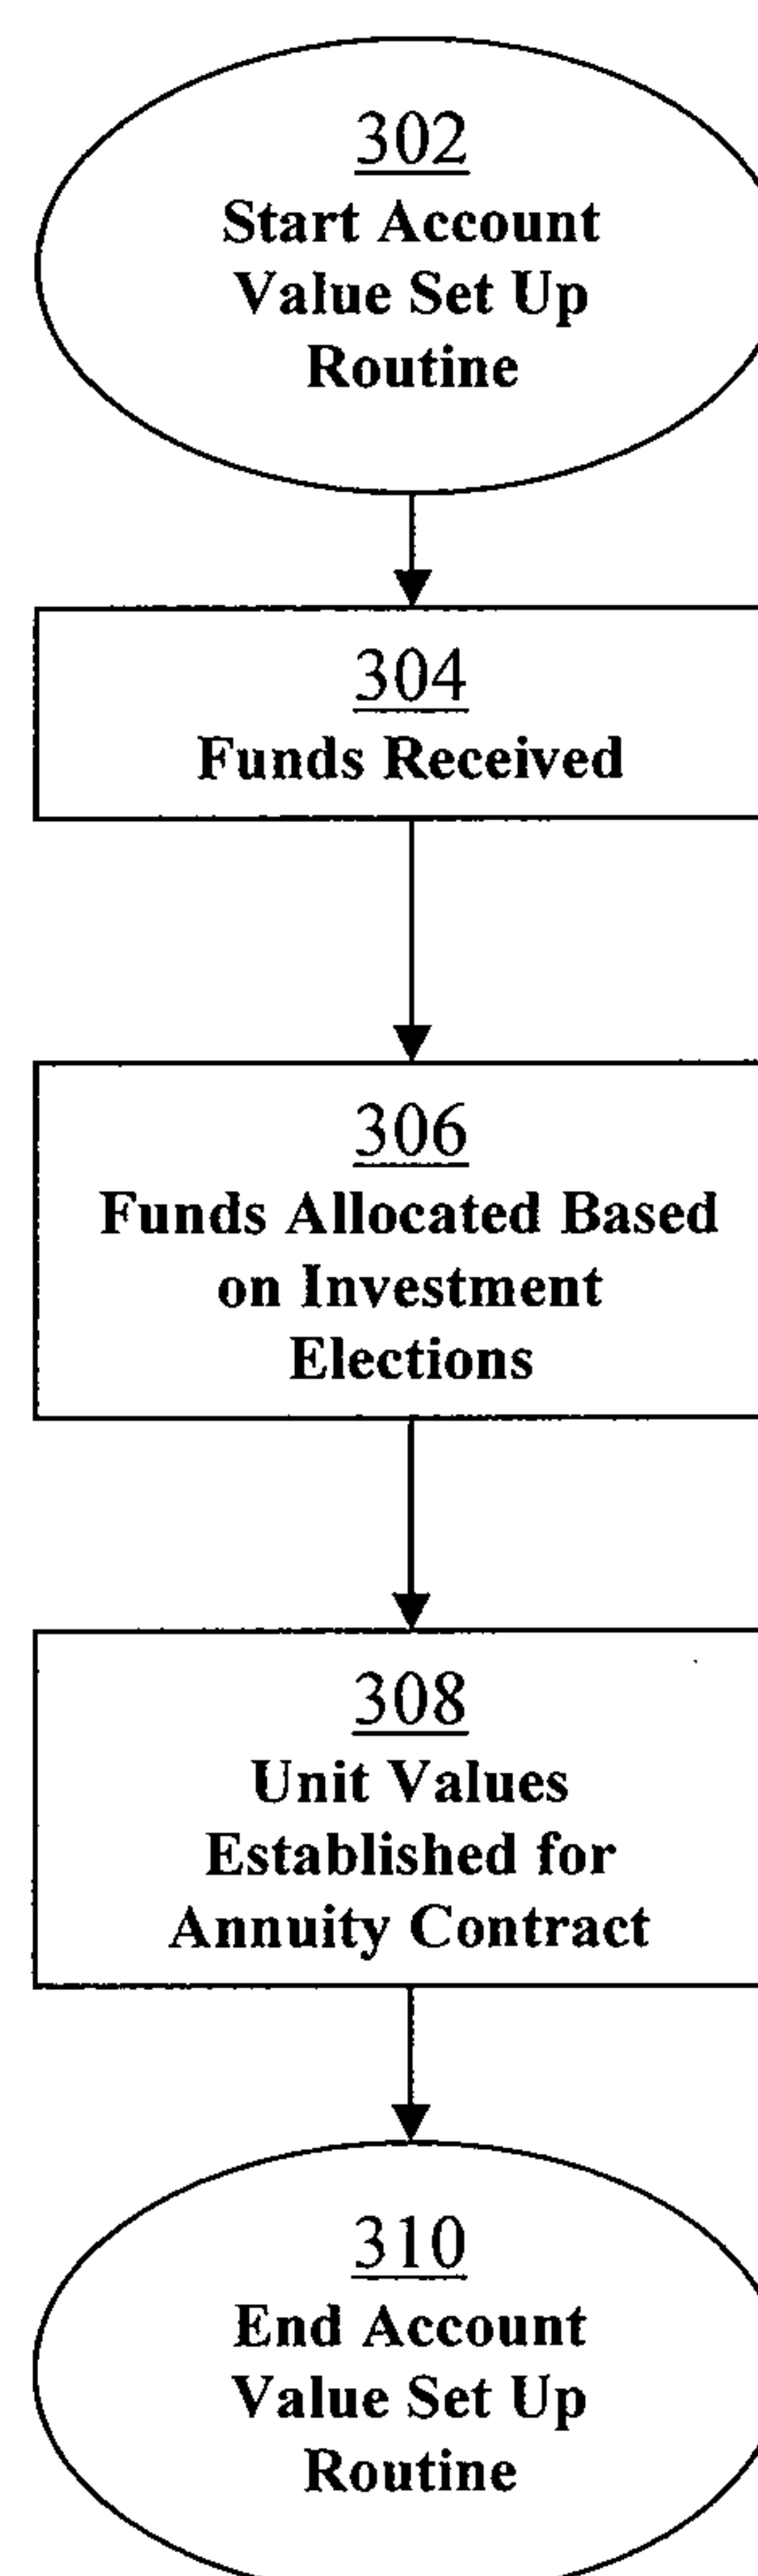 302
Start Account
Value Set Up
Routine
304
Funds Received
306
Funds Allocated Based
on Investment
Elections
308
Unit Values
Established for
Annuity Contract
310
End Account
Value Set Up
Routine